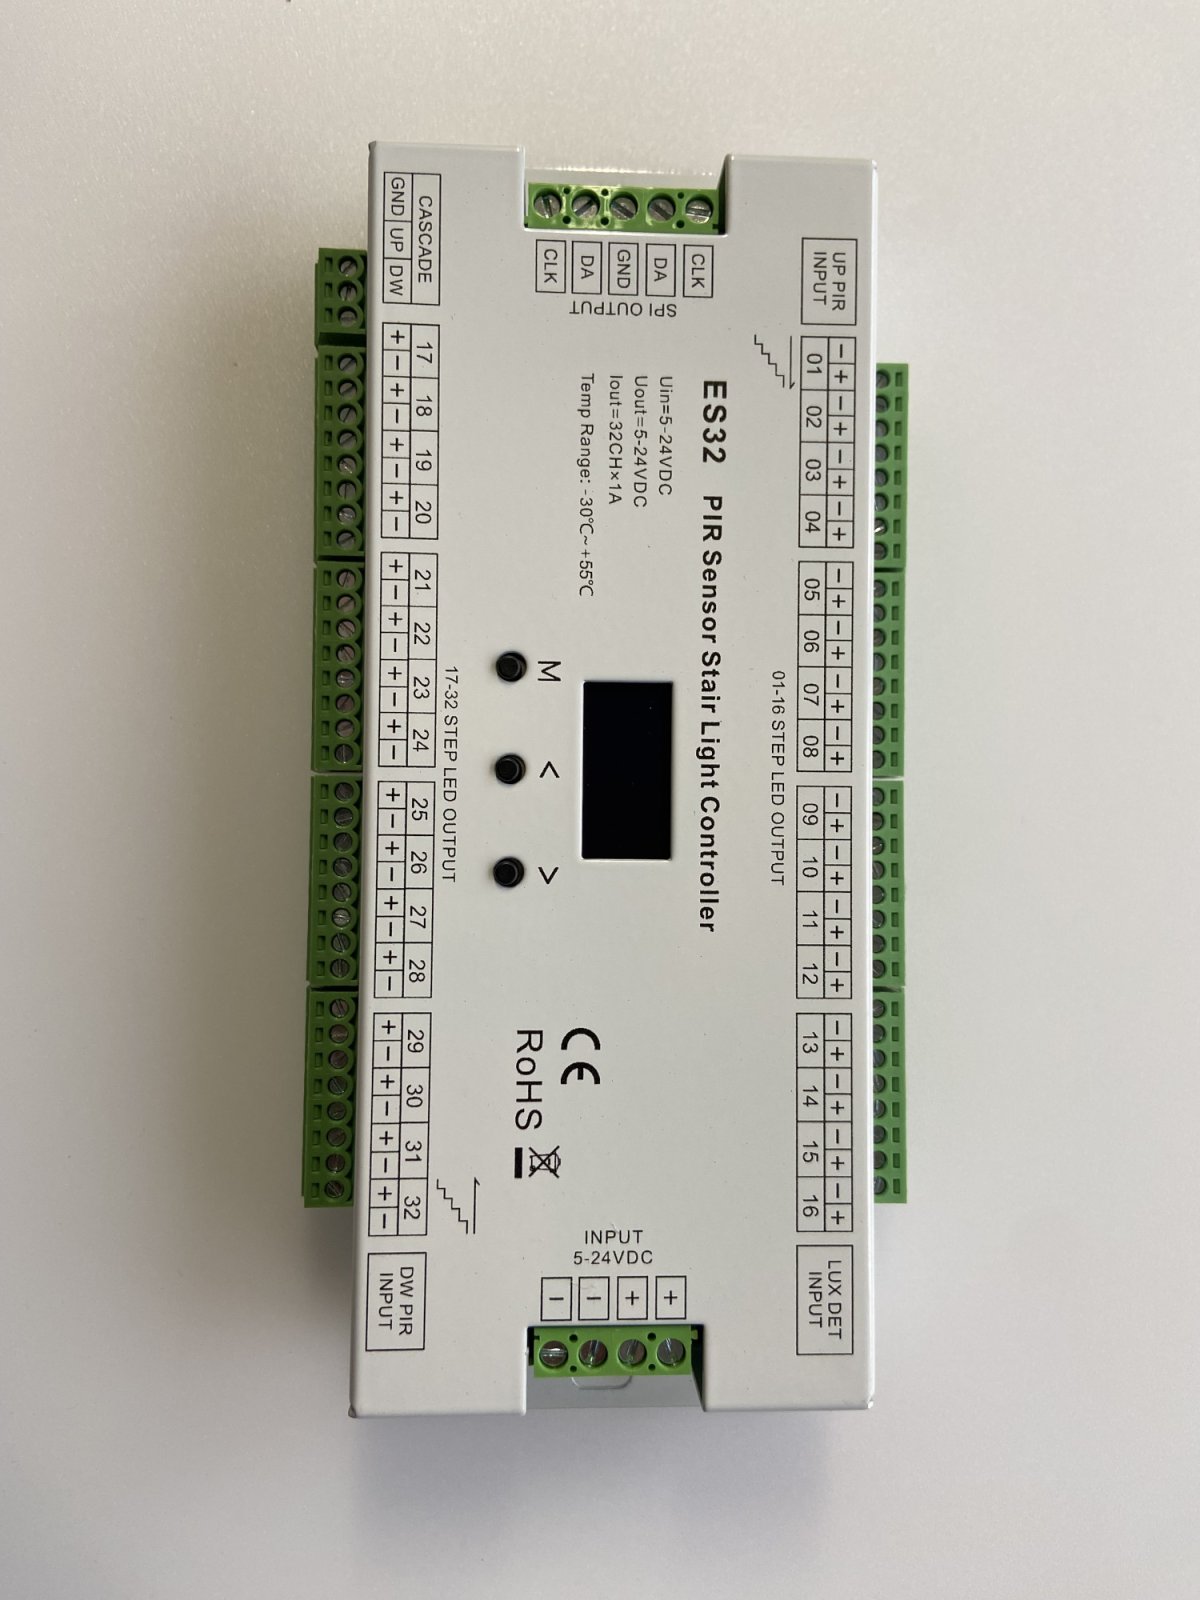 UP PIR
INPUT
- + - + - + - +
01 02 03 04
- + - + - + - +
05 06 07 08
- + - + - + - +
09 10 11 12
- + - + - + - +
13 14 15 16
LUX DET
INPUT
01-16 STEP LED OUTPUT
CLK
DA
GND
DA
CLK
SPI OUTPUT
ES32 PIR Sensor Stair Light Controller
Uin=5-24VDC
Uout=5-24VDC
Iout=32CH×1A
Temp Range: -30℃~+55℃
M < >
CE
RoHS
INPUT
5-24VDC
- - + +
17-32 STEP LED OUTPUT
CASCADE
GND UP DW
17 18 19 20
+ - + - + - + -
21 22 23 24
+ - + - + - + -
25 26 27 28
+ - + - + - + -
29 30 31 32
+ - + - + - + -
DW PIR
INPUT